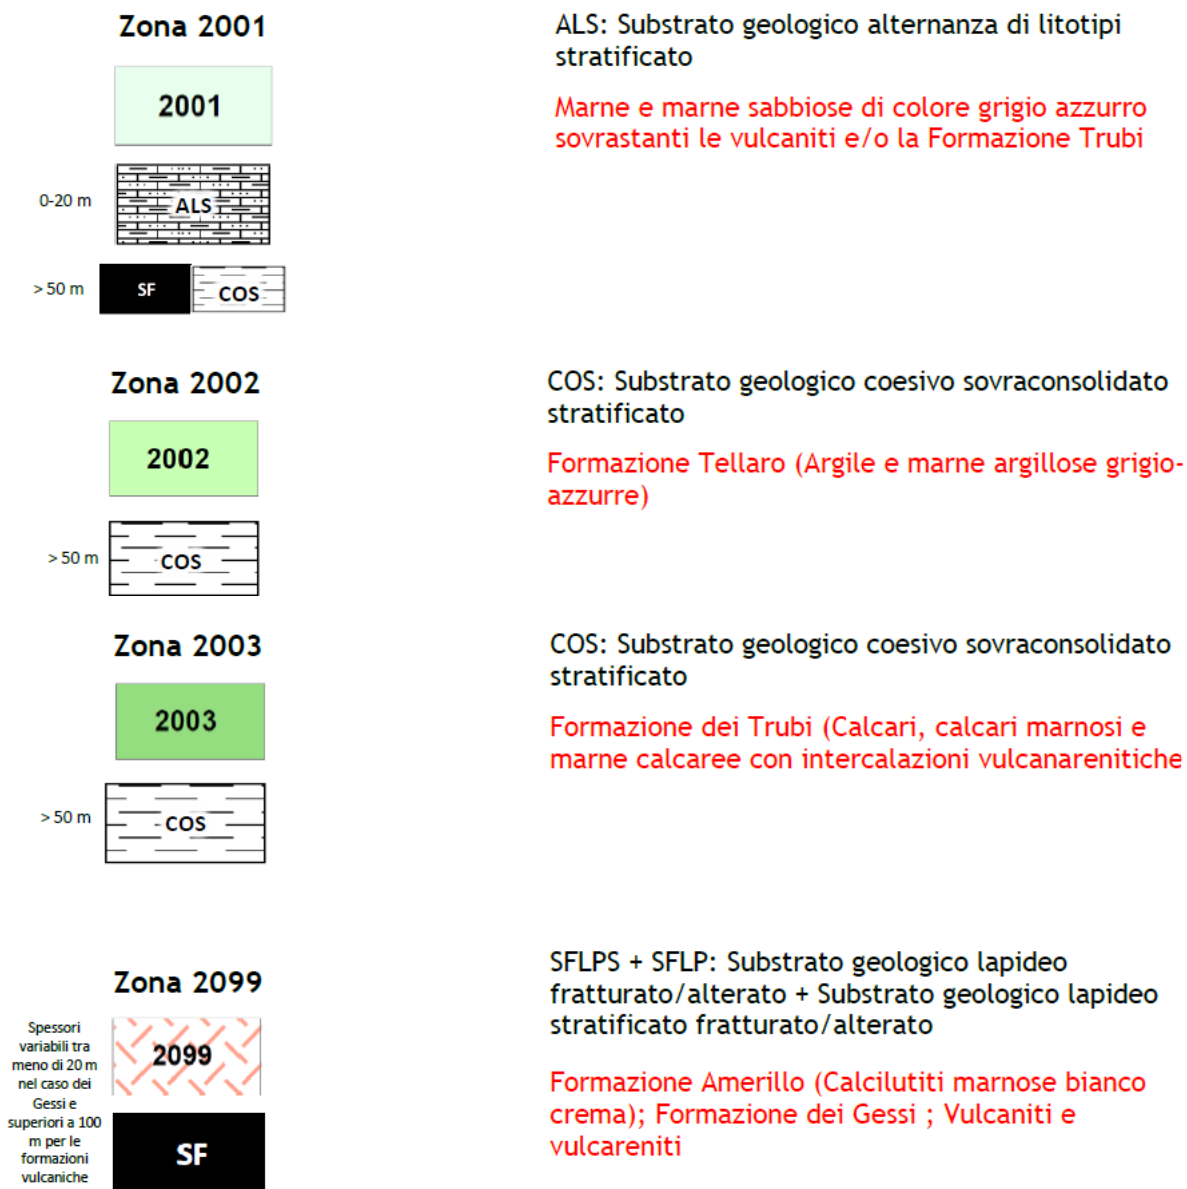 Zona 2001
ALS: Substrato geologico alternanza di litotipi
stratificato
2001
Marne e marne sabbiose di colore grigio azzurro
sovrastanti le vulcaniti e/o la Formazione Trubi
0-20 m
ALS
> 50 m
SF
COS
Zona 2002
COS: Substrato geologico coesivo sovraconsolidato
stratificato
2002
Formazione Tellaro (Argile e marne argillose grigio-
azzurre)
> 50 m
COS
Zona 2003
COS: Substrato geologico coesivo sovraconsolidato
stratificato
2003
Formazione dei Trubi (Calcari, calcari marnosi e
marne calcaree con intercalazioni vulcanarenitiche
> 50 m
COS
Zona 2099
SFLPS + SFLP: Substrato geologico lapideo
fratturato/alterato + Substrato geologico lapideo
stratificato fratturato/alterato
Spessori
variabili tra
meno di 20 m
nel caso dei
Gessi e
superiori a 100
m per le
formazioni
vulcaniche
2099
SF
Formazione Amerillo (Calcilutiti marnose bianco
crema); Formazione dei Gessi ; Vulcaniti e
vulcareniti